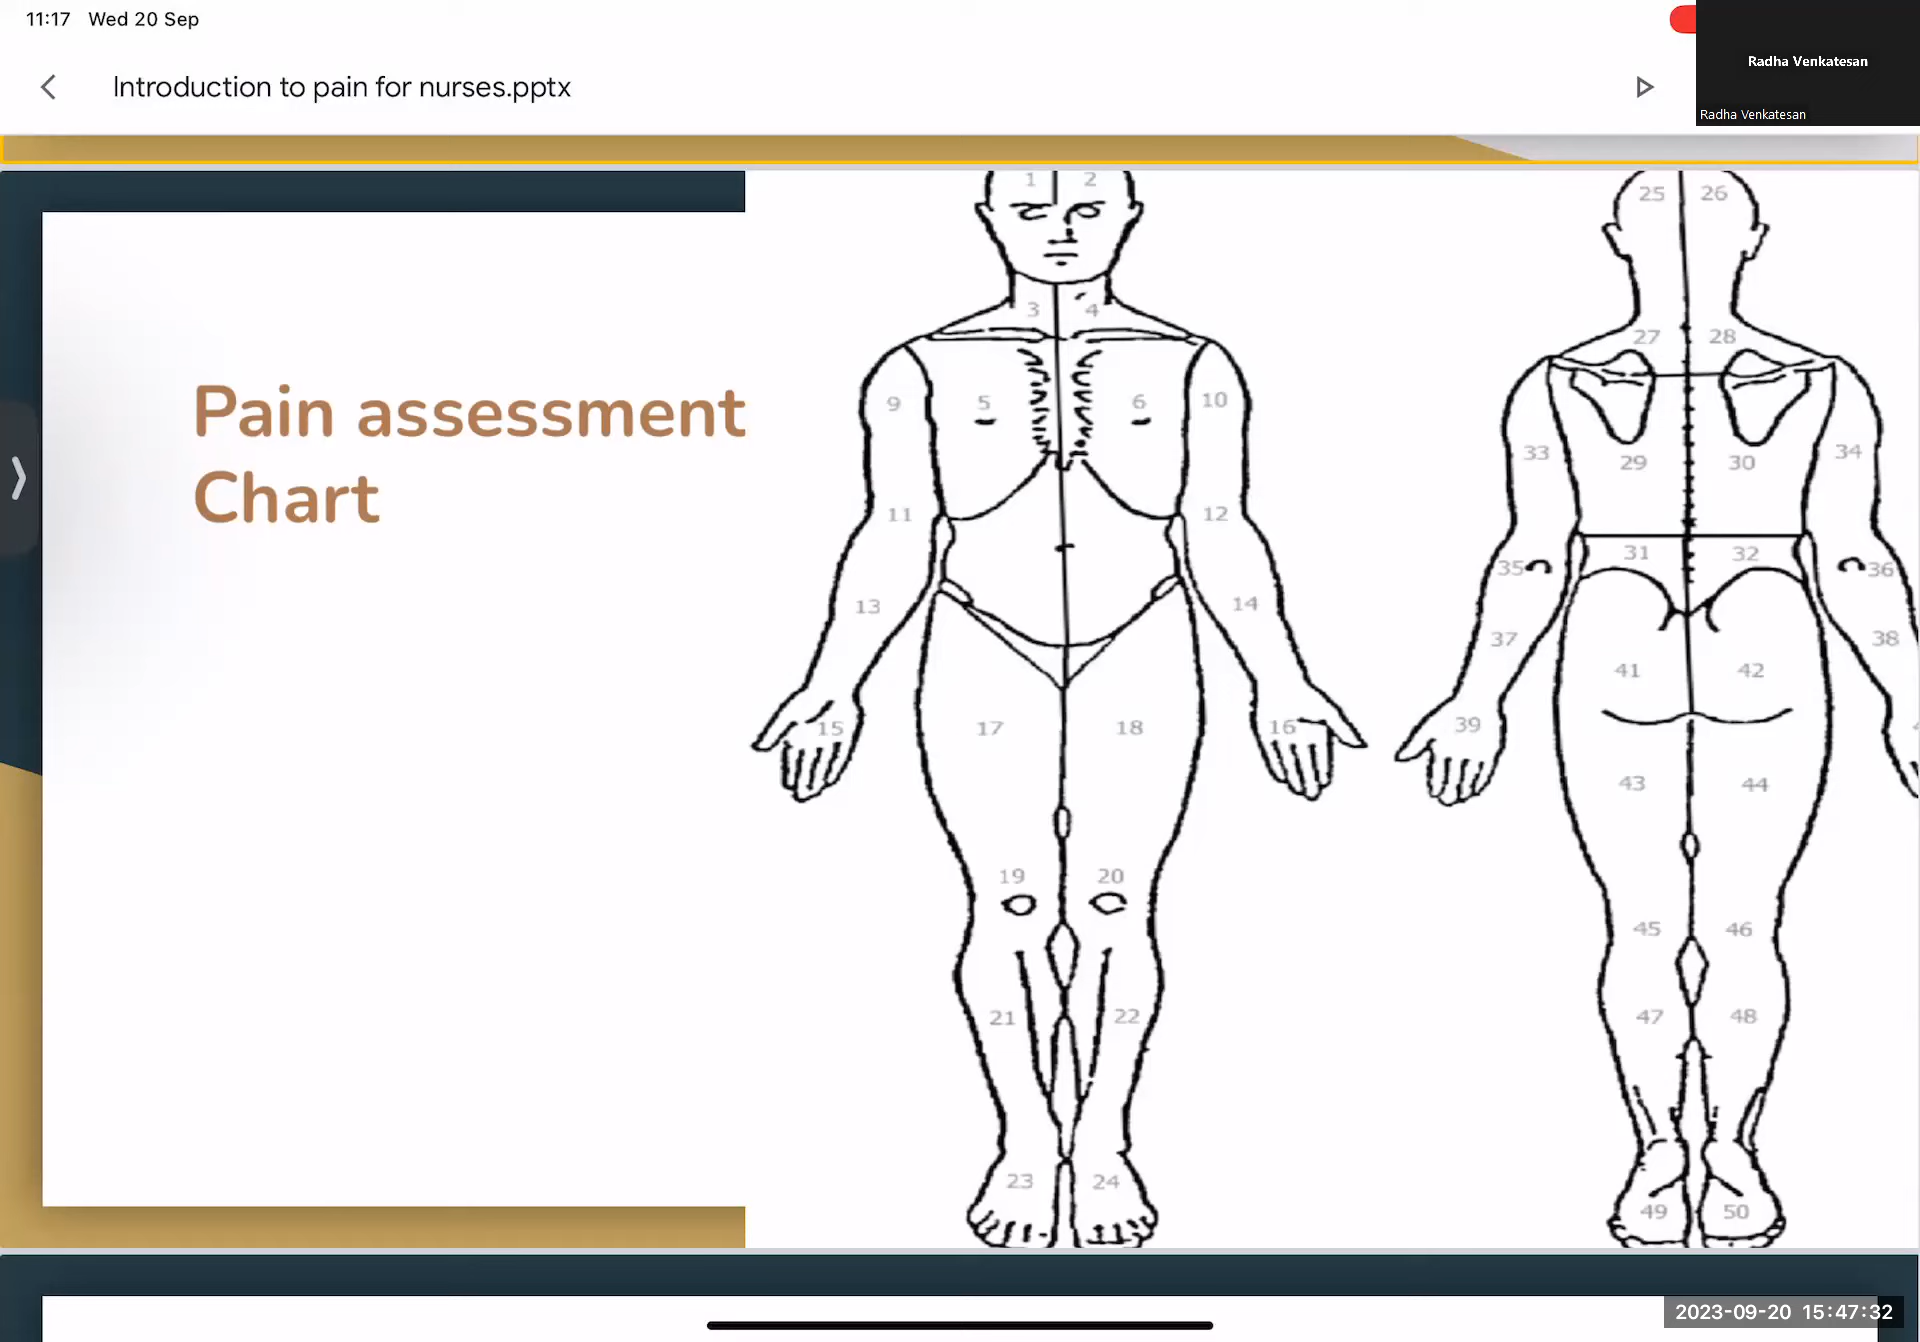 11:17 Wed 20 Sep
Introduction to pain for nurses.pptx
Radha Venkatesan
Radha Venkatesan
Pain assessment
Chart
1 2
3 4
9 5 6 10
11 12
13 14
15 17 18 16
19 20
21 22
23 24
25 26
27 28
33 29 30 34
35 31 32 36
37 38
41 42
39
43 44
45 46
47 48
49 50
2023-09-20 15:47:32